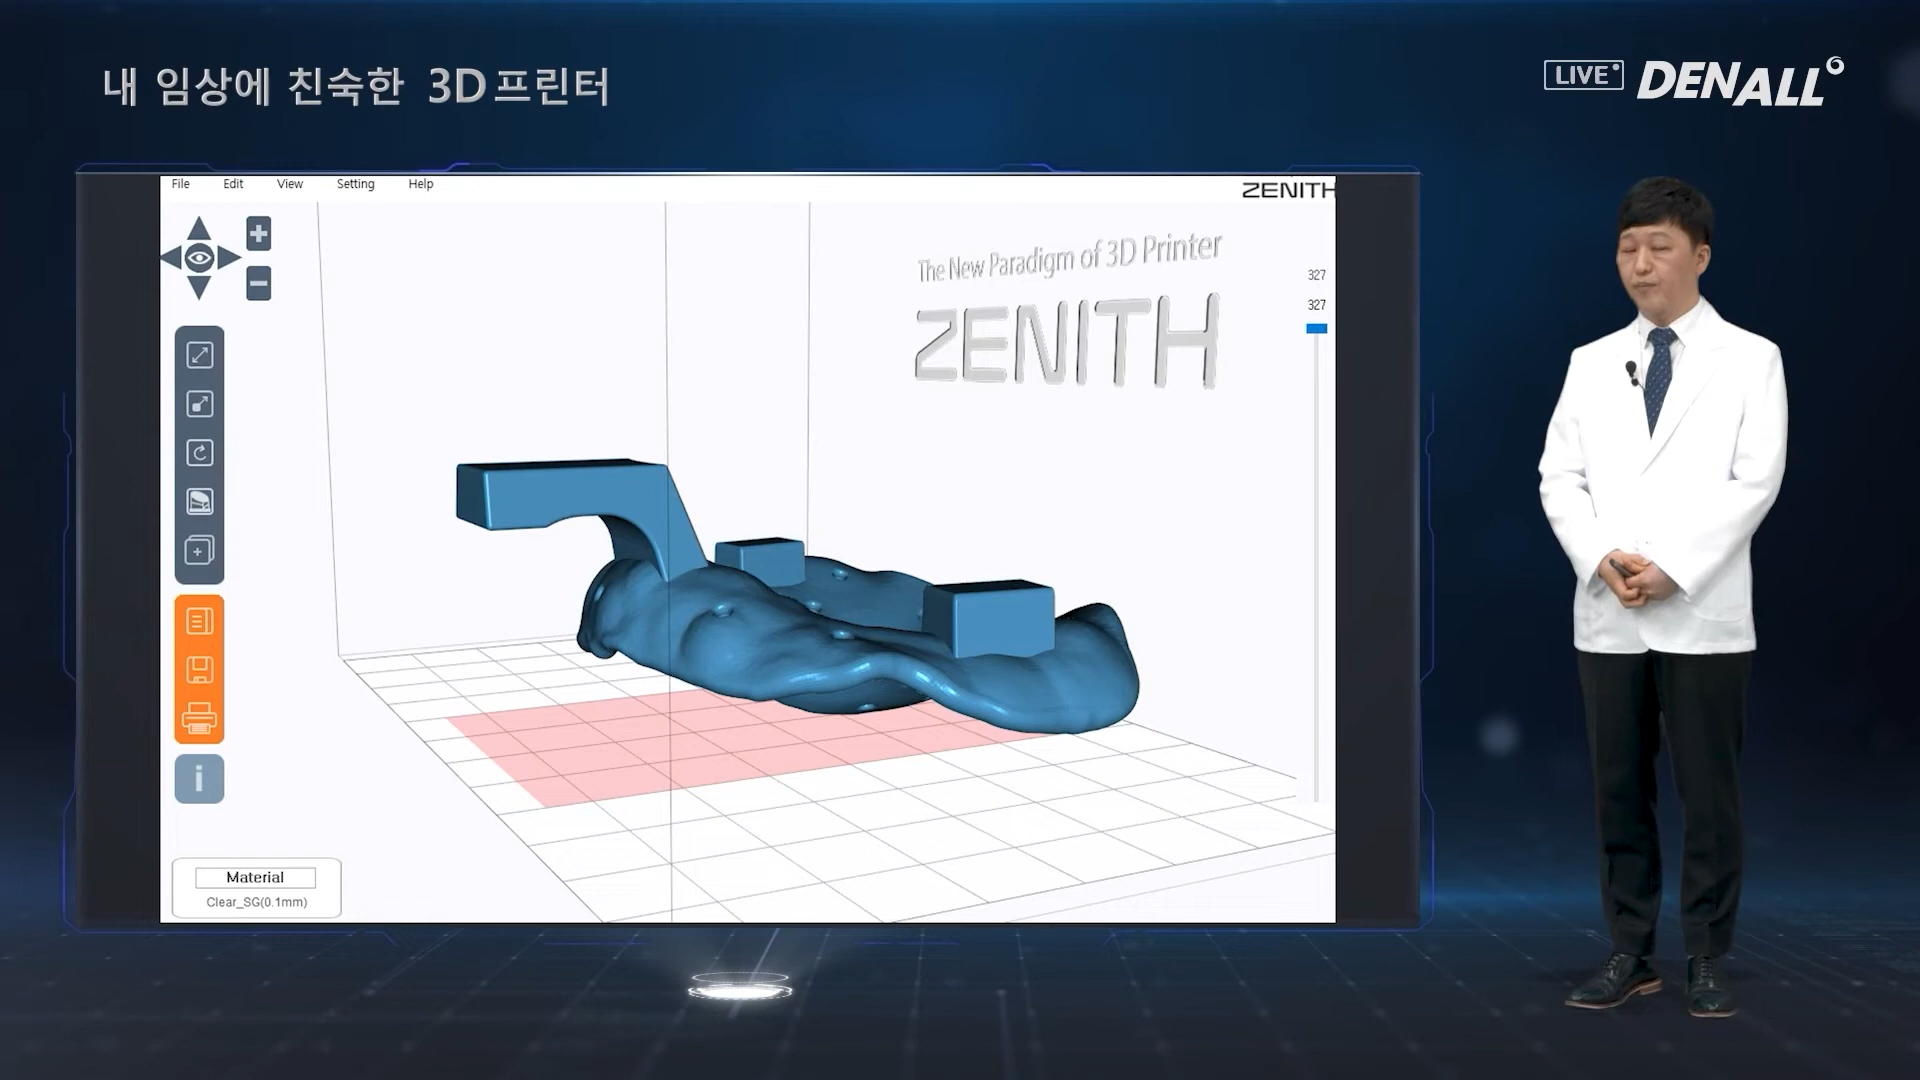 내 임상에 친숙한 3D프린터
LIVE DENALL
File Edit View Setting Help
ZENITH
The New Paradigm of 3D Printer
ZENITH
327
327
Material
Clear_SG(0.1mm)